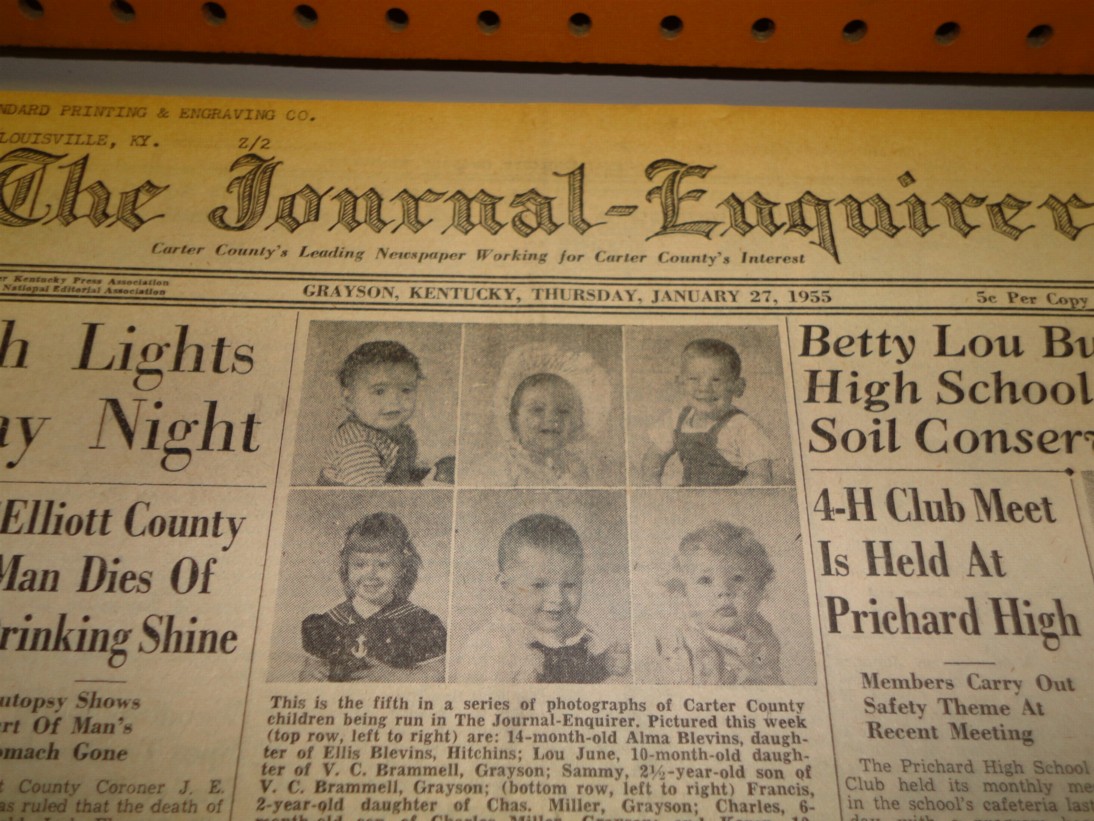 NDARD PRINTING & ENGRAVING CO.
LOUISVILLE, KY. 2/2
The Journal-Enquirer
Carter County's Leading Newspaper Working for Carter County's Interest
Kentucky Press Association
National Editorial Association
GRAYSON, KENTUCKY, THURSDAY, JANUARY 27, 1955
5c Per Copy
h Lights
ay Night
Elliott County
Man Dies Of
rinking Shine
utopsy Shows
rt Of Man's
omach Gone
t County Coroner J. E.
as ruled that the death of
This is the fifth in a series of photographs of Carter County
children being run in The Journal-Enquirer. Pictured this week
(top row, left to right) are: 14-month-old Alma Blevins, daugh-
ter of Ellis Blevins, Hitchins; Lou June, 10-month-old daugh-
ter of V. C. Brammell, Grayson; Sammy, 2½-year-old son of
V. C. Brammell, Grayson; (bottom row, left to right) Francis,
2-year-old daughter of Chas. Miller, Grayson; Charles, 6-
Betty Lou Bu
High School
Soil Conser
4-H Club Meet
Is Held At
Prichard High
Members Carry Out
Safety Theme At
Recent Meeting
The Prichard High School
Club held its monthly me
in the school's cafeteria last